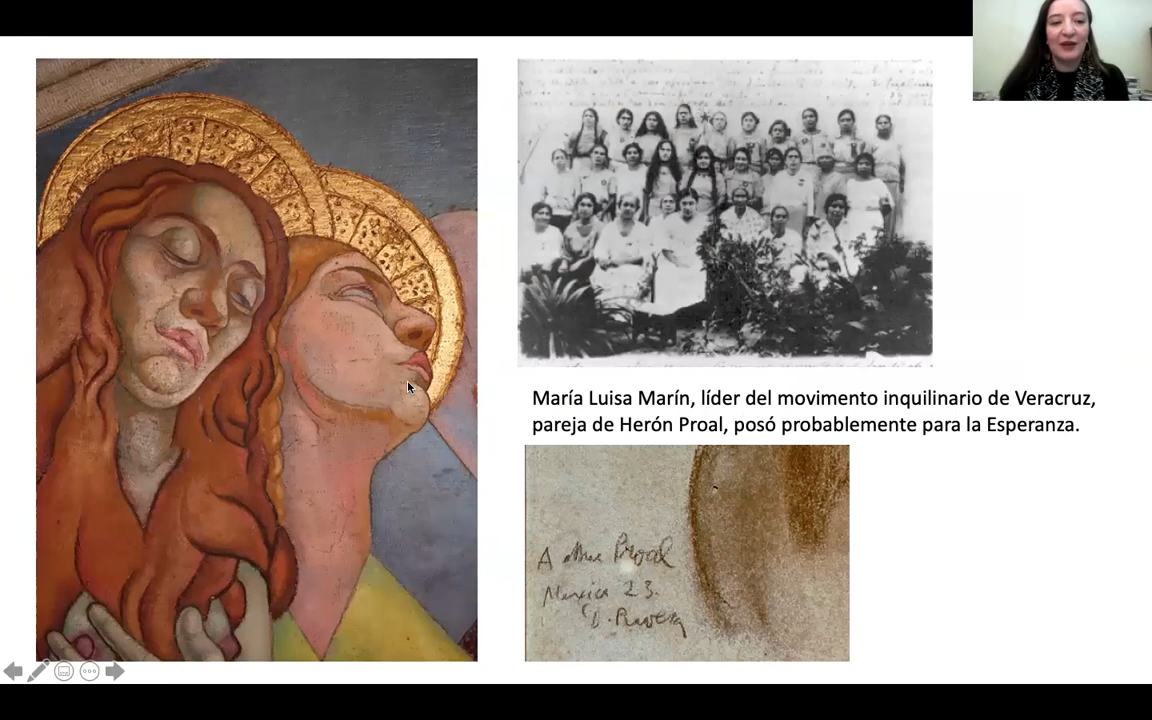 María Luisa Marín, líder del movimento inquilinario de Veracruz,
pareja de Herón Proal, posó probablemente para la Esperanza.
A Proal
Mexico 23.
D. Rivera